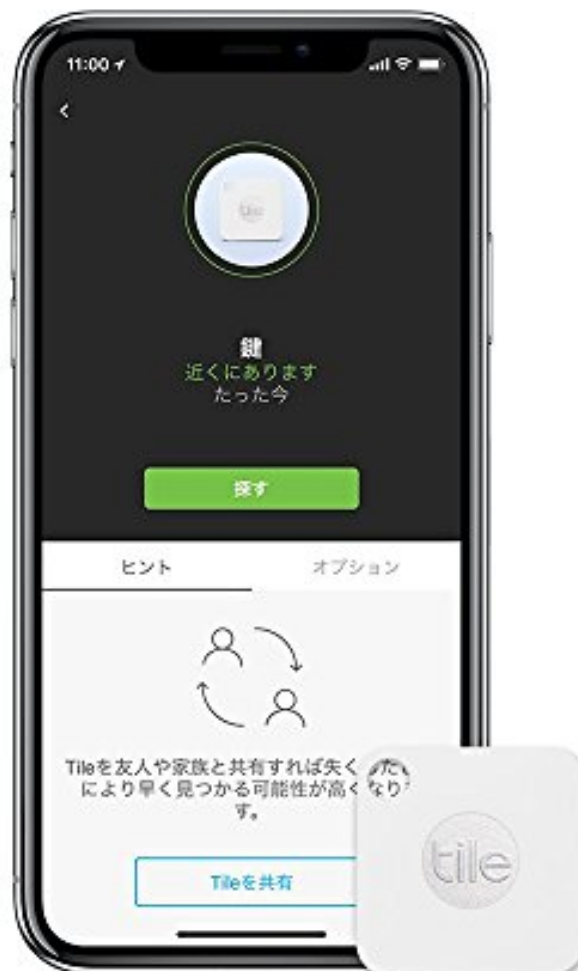 11:00
tile
鍵
近くにあります
たった今
探す
ヒント
オプション
Tileを友人や家族と共有すれば失く
により早く見つかる可能性が高くなり
す。
Tileを共有
tile